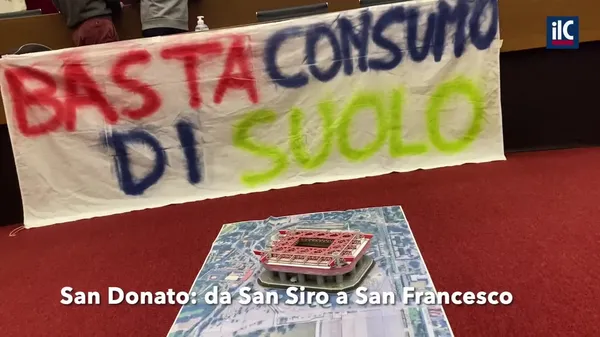 ilC
BASTA CONSUMO
DI SUOLO
San Donato: da San Siro a San Francesco